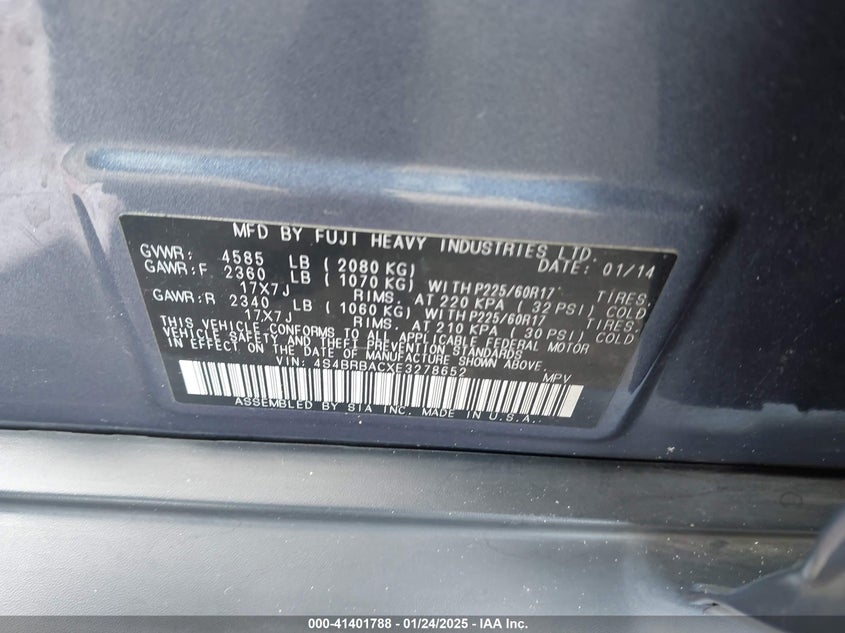 MFD BY FUJI HEAVY INDUSTRIES LTD.
GVWR: 4585 LB (2080 KG) DATE: 01/14
GAWR:F 2360 LB (1070 KG) WITH P225/60R17 TIRES,
17X7J RIMS. AT 220 KPA (32 PSI) COLD
GAWR:R 2340 LB (1060 KG) WITH P225/60R17 TIRES,
17X7J RIMS. AT 210 KPA (30 PSI) COLD
THIS VEHICLE CONFORMS TO ALL APPLICABLE FEDERAL MOTOR
VEHICLE SAFETY AND THEFT PREVENTION STANDARDS
IN EFFECT ON THE DATE OF MANUFACTURE SHOWN ABOVE.
VIN: 4S4BRBACXE3278652 MPV
ASSEMBLED BY SIA INC. MADE IN U.S.A.
000-41401788 - 01/24/2025 - IAA Inc.